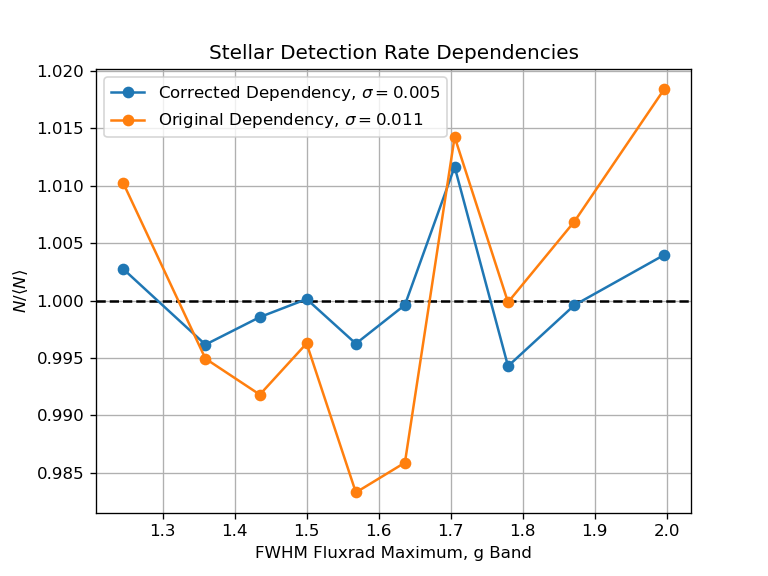 Stellar Detection Rate Dependencies
Corrected Dependency, σ = 0.005
Original Dependency, σ = 0.011
1.020
1.015
1.010
1.005
1.000
0.995
0.990
0.985
N/⟨N⟩
1.3 1.4 1.5 1.6 1.7 1.8 1.9 2.0
FWHM Fluxrad Maximum, g Band